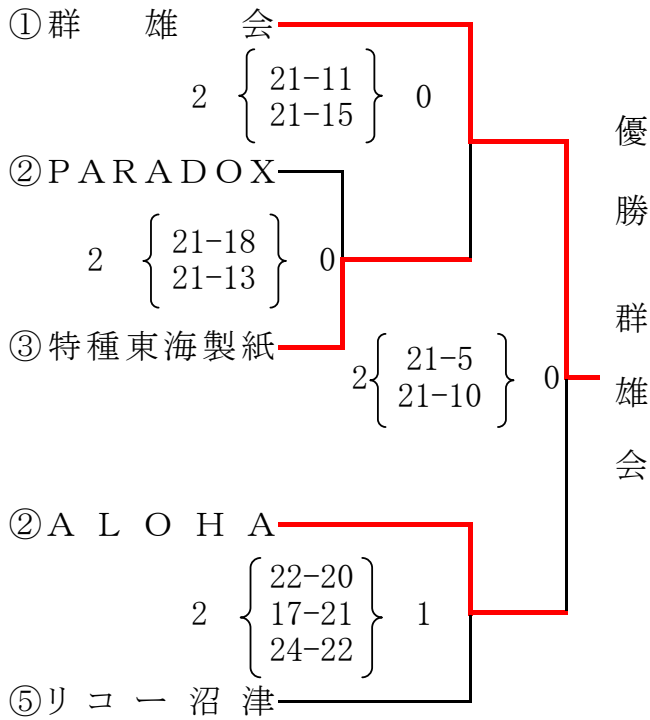 ①群雄会
2 { 21-11 } 0
21-15
②PARADOX
2 { 21-18 } 0
21-13
③特種東海製紙
2 { 21-5 } 0
21-10
②ALOHA
2 { 22-20 } 1
17-21
24-22
⑤リコー沼津
優勝 群雄会